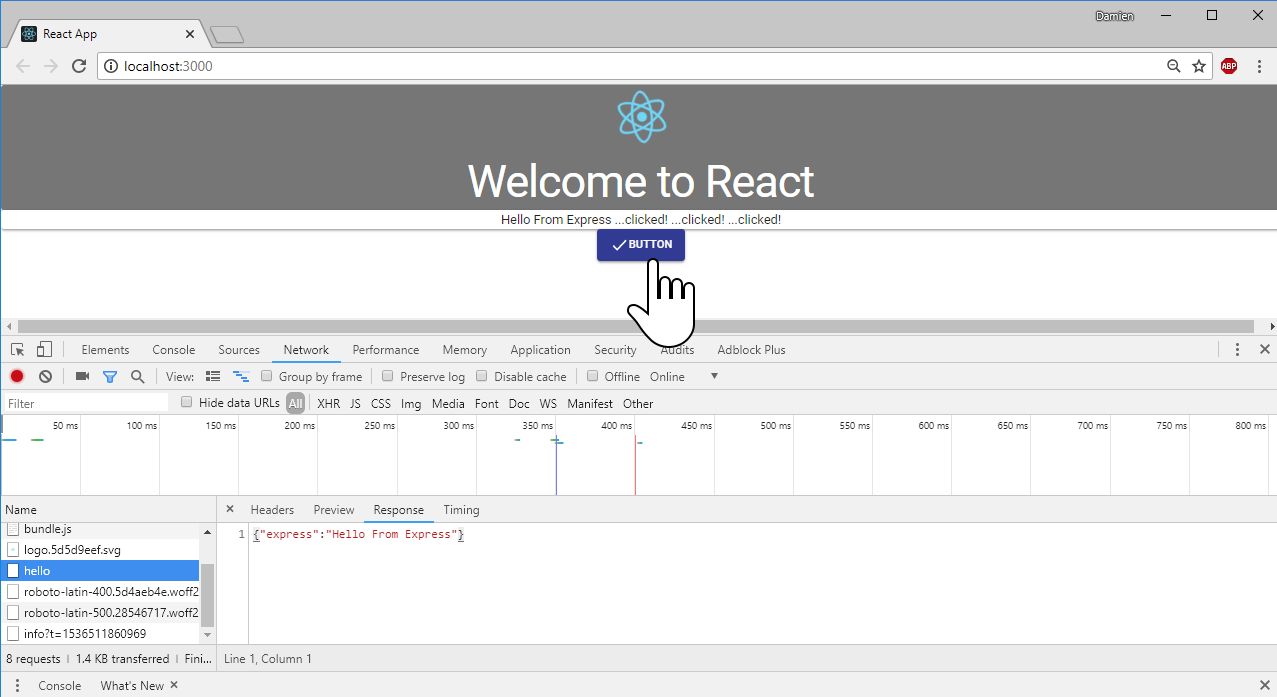 Damien
React App
localhost:3000
ABP
Welcome to React
Hello From Express ...clicked! ...clicked! ...clicked!
BUTTON
Elements Console Sources Network Performance Memory Application Security Audits Adblock Plus
View: Group by frame Preserve log Disable cache Offline Online
Filter Hide data URLs All XHR JS CSS Img Media Font Doc WS Manifest Other
50 ms 100 ms 150 ms 200 ms 250 ms 300 ms 350 ms 400 ms 450 ms 500 ms 550 ms 600 ms 650 ms 700 ms 750 ms 800 ms
Name Headers Preview Response Timing
bundle.js
1 {"express":"Hello From Express"}
logo.5d5d9eef.svg
hello
roboto-latin-400.5d4aeb4e.woff2
roboto-latin-500.28546717.woff2
info?t=1536511860969
8 requests 1.4 KB transferred Fini... Line 1, Column 1
Console What's New